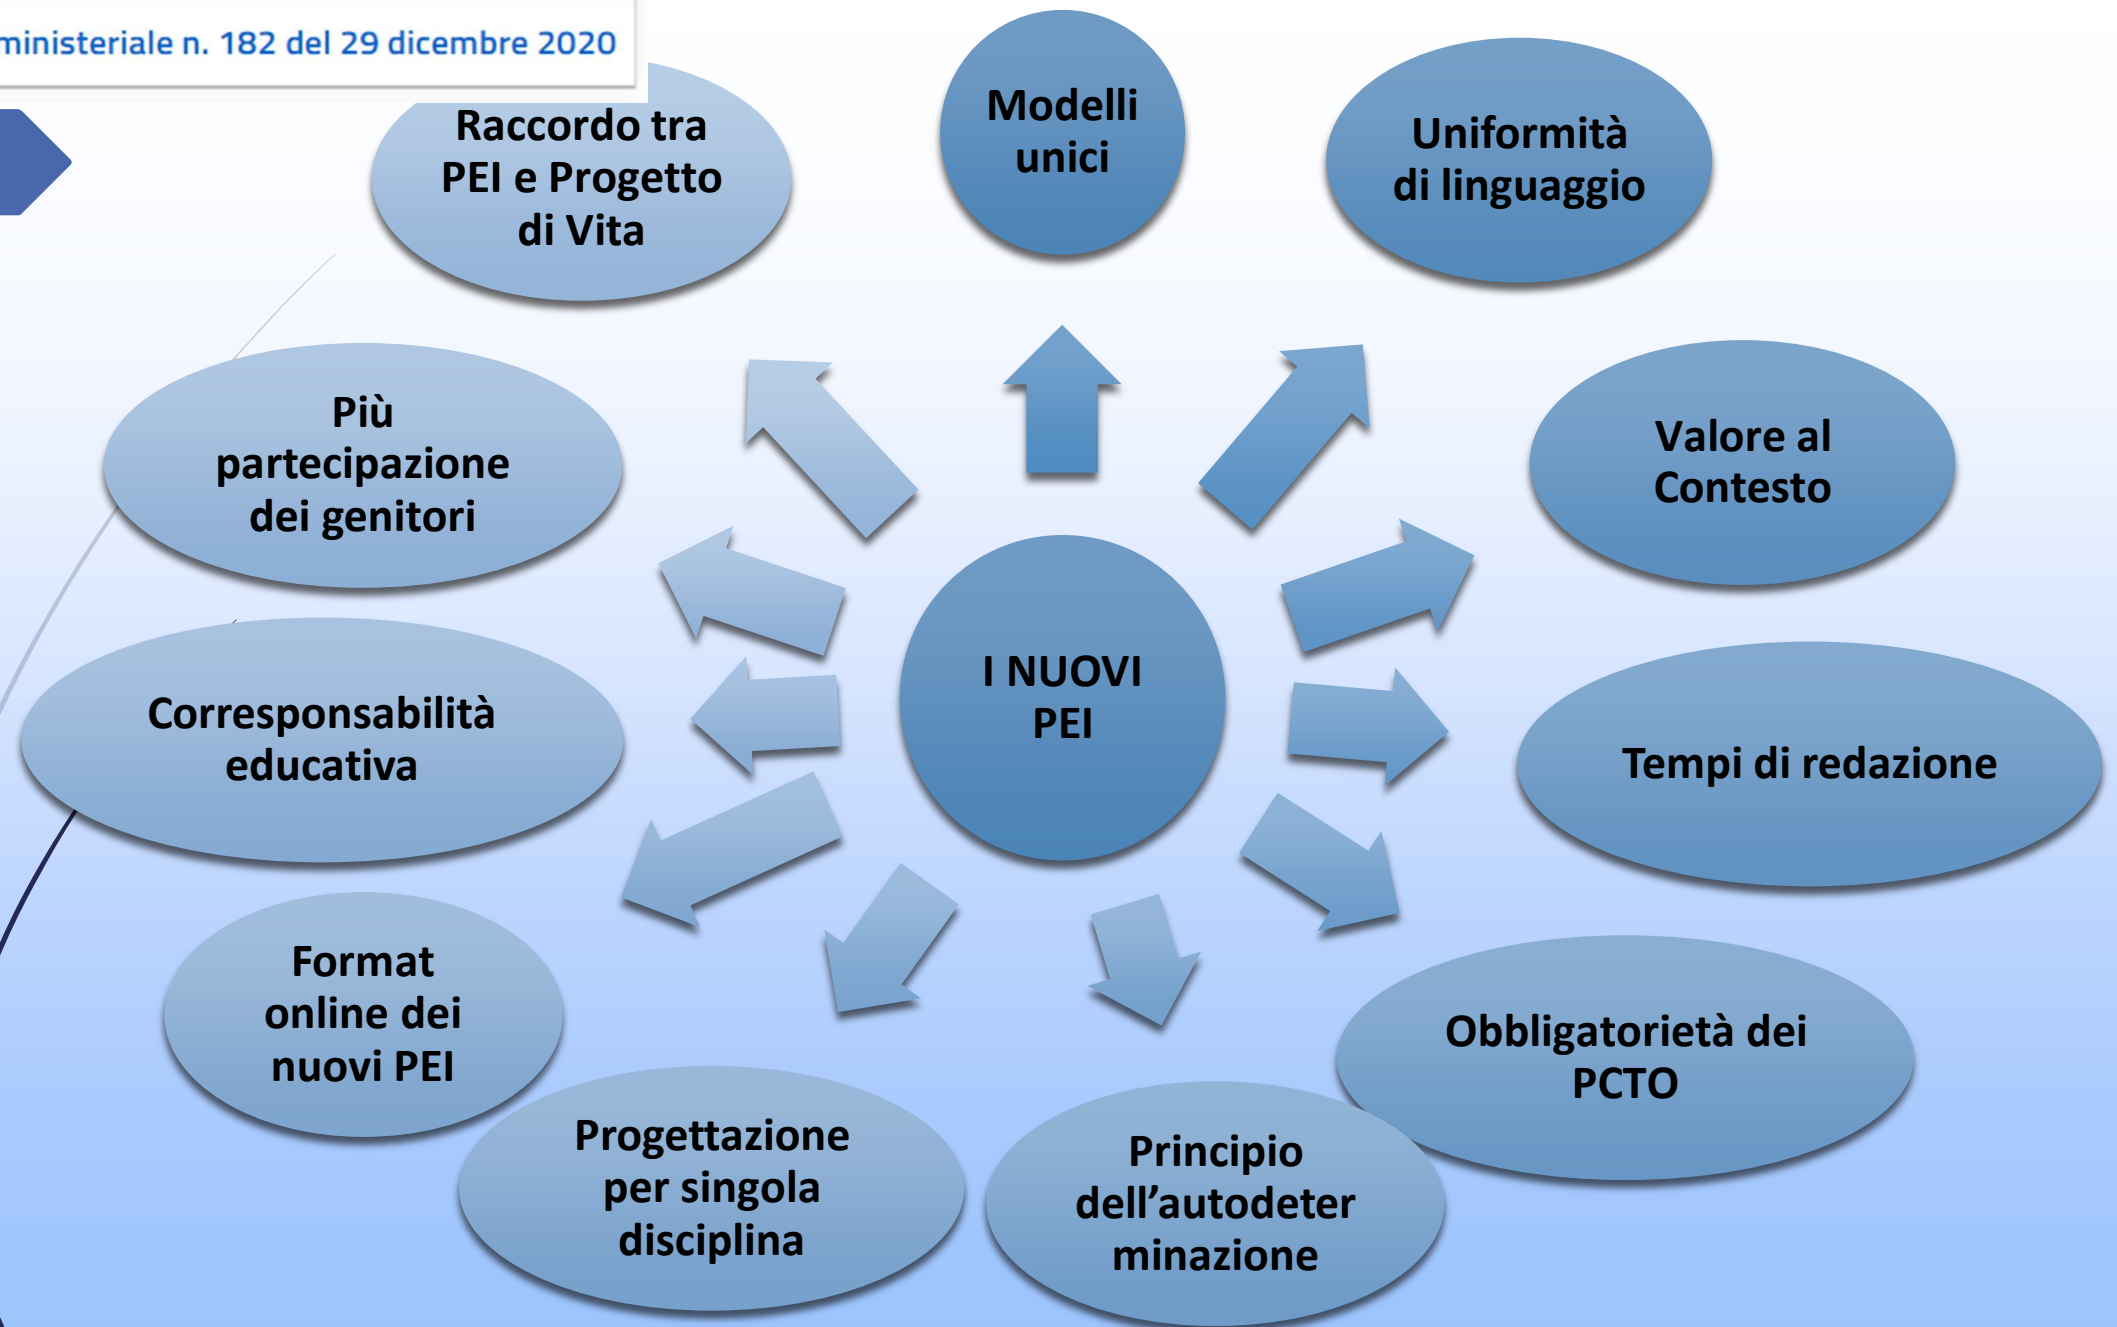 ministeriale n. 182 del 29 dicembre 2020
Modelli
unici
Uniformità
di linguaggio
Valore al
Contesto
Tempi di redazione
Obbligatorietà dei
PCTO
Principio
dell’autodeter
minazione
Progettazione
per singola
disciplina
Format
online dei
nuovi PEI
Corresponsabilità
educativa
Più
partecipazione
dei genitori
Raccordo tra
PEI e Progetto
di Vita
I NUOVI
PEI